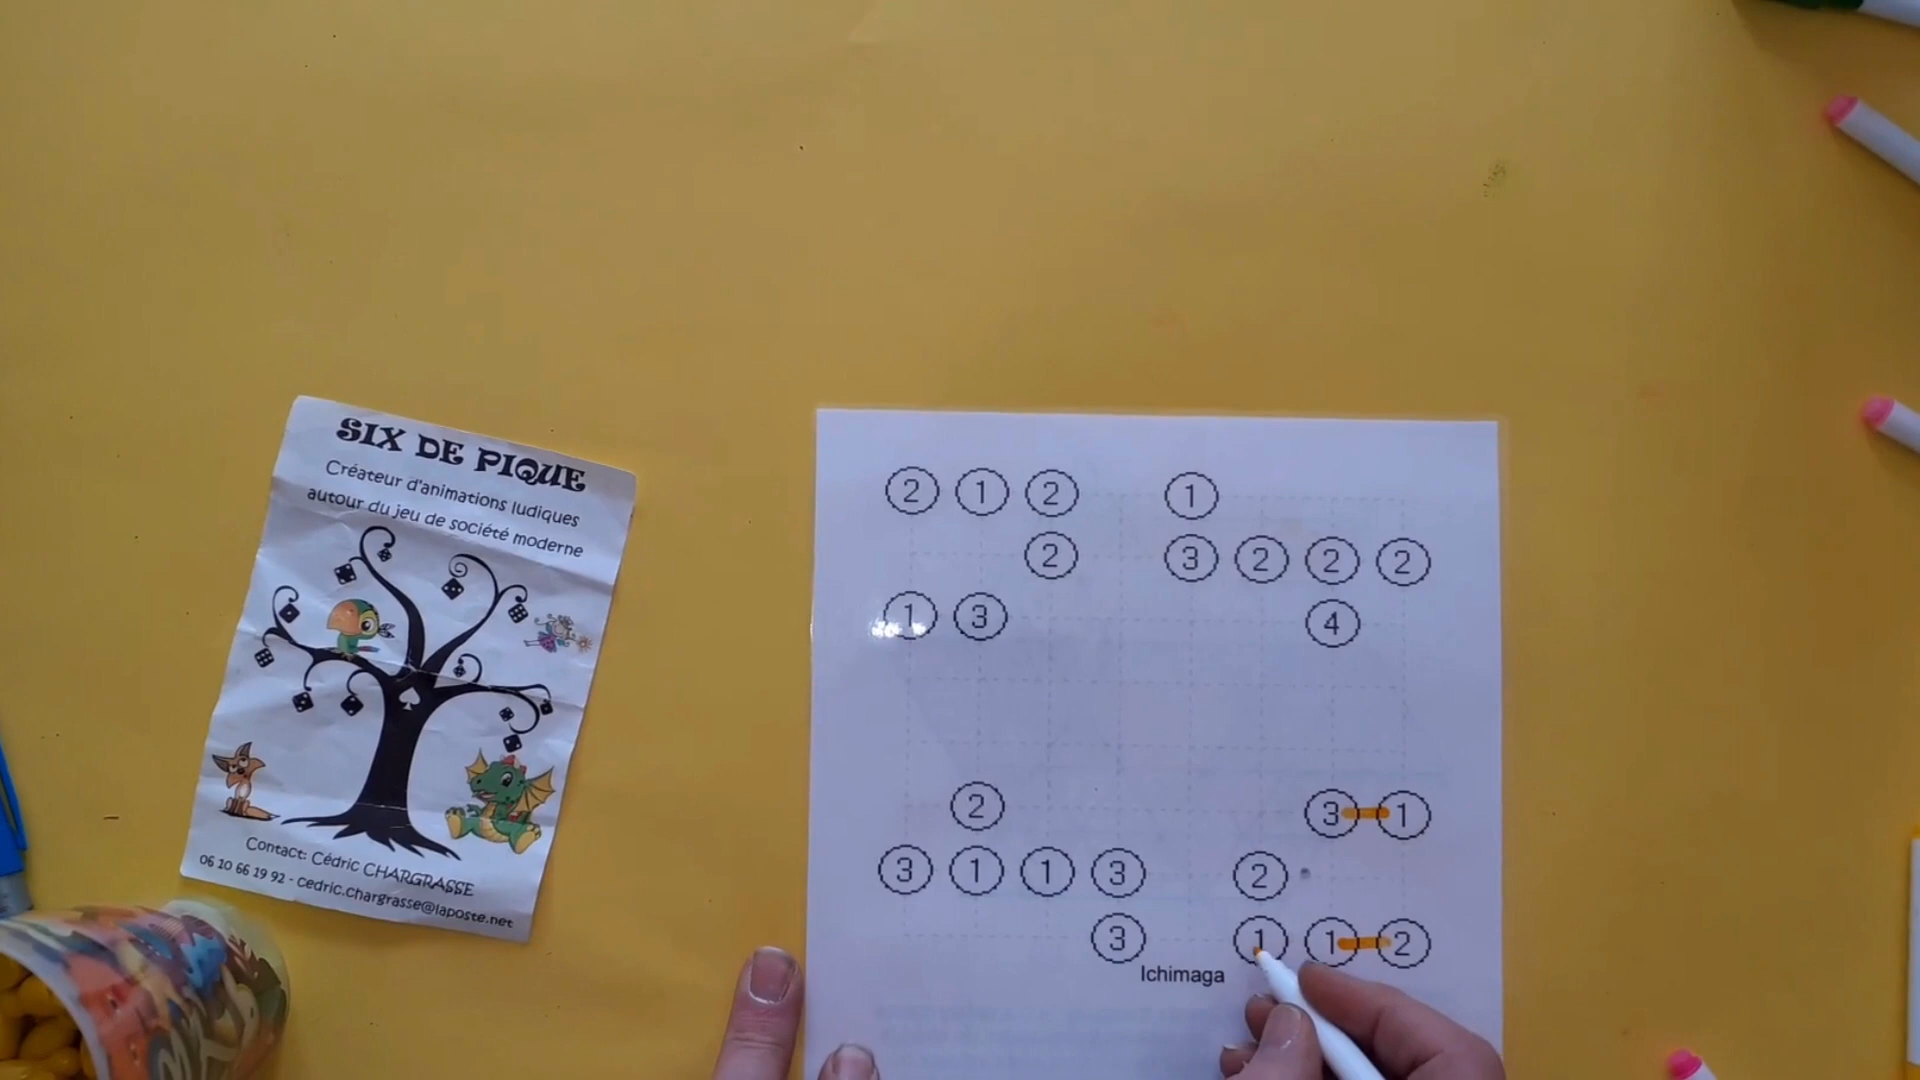 SIX DE PIQUE
Créateur d'animations ludiques
autour du jeu de société moderne
Contact: Cédric CHARGRASSE
06 10 66 19 92 - cedric.chargrasse@laposte.net
2 1 2 1
2 3 2 2 2
1 3 4
2 3 1
3 1 1 3 2
3 1 1 2
Ichimaga